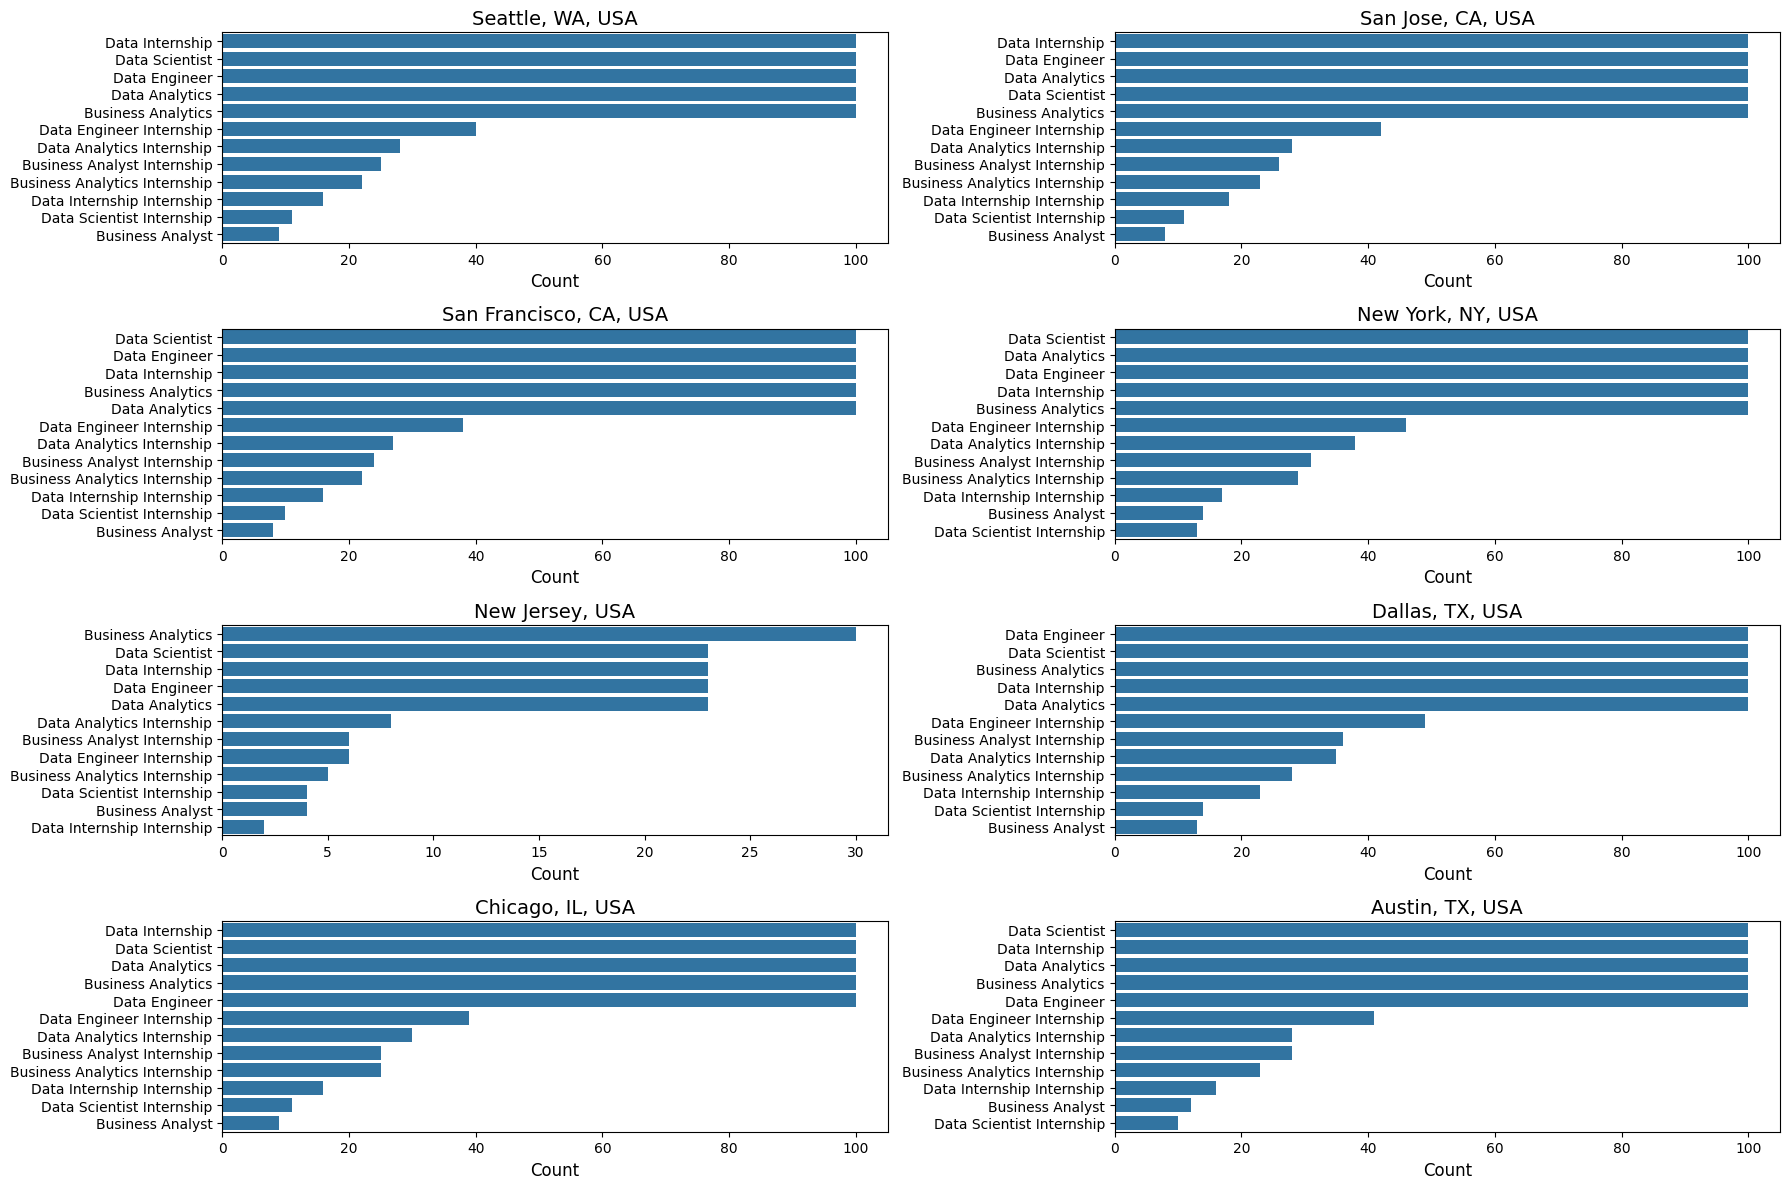 Seattle, WA, USA
Data Internship
Data Scientist
Data Engineer
Data Analytics
Business Analytics
Data Engineer Internship
Data Analytics Internship
Business Analyst Internship
Business Analytics Internship
Data Internship Internship
Data Scientist Internship
Business Analyst
0 20 40 60 80 100
Count
San Jose, CA, USA
Data Internship
Data Engineer
Data Analytics
Data Scientist
Business Analytics
Data Engineer Internship
Data Analytics Internship
Business Analyst Internship
Business Analytics Internship
Data Internship Internship
Data Scientist Internship
Business Analyst
0 20 40 60 80 100
Count
San Francisco, CA, USA
Data Scientist
Data Engineer
Data Internship
Business Analytics
Data Analytics
Data Engineer Internship
Data Analytics Internship
Business Analyst Internship
Business Analytics Internship
Data Internship Internship
Data Scientist Internship
Business Analyst
0 20 40 60 80 100
Count
New York, NY, USA
Data Scientist
Data Analytics
Data Engineer
Data Internship
Business Analytics
Data Engineer Internship
Data Analytics Internship
Business Analyst Internship
Business Analytics Internship
Data Internship Internship
Business Analyst
Data Scientist Internship
0 20 40 60 80 100
Count
New Jersey, USA
Business Analytics
Data Scientist
Data Internship
Data Engineer
Data Analytics
Data Analytics Internship
Business Analyst Internship
Data Engineer Internship
Business Analytics Internship
Data Scientist Internship
Business Analyst
Data Internship Internship
0 5 10 15 20 25 30
Count
Dallas, TX, USA
Data Engineer
Data Scientist
Business Analytics
Data Internship
Data Analytics
Data Engineer Internship
Business Analyst Internship
Data Analytics Internship
Business Analytics Internship
Data Internship Internship
Data Scientist Internship
Business Analyst
0 20 40 60 80 100
Count
Chicago, IL, USA
Data Internship
Data Scientist
Data Analytics
Business Analytics
Data Engineer
Data Engineer Internship
Data Analytics Internship
Business Analyst Internship
Business Analytics Internship
Data Internship Internship
Data Scientist Internship
Business Analyst
0 20 40 60 80 100
Count
Austin, TX, USA
Data Scientist
Data Internship
Data Analytics
Business Analytics
Data Engineer
Data Engineer Internship
Data Analytics Internship
Business Analyst Internship
Business Analytics Internship
Data Internship Internship
Business Analyst
Data Scientist Internship
0 20 40 60 80 100
Count